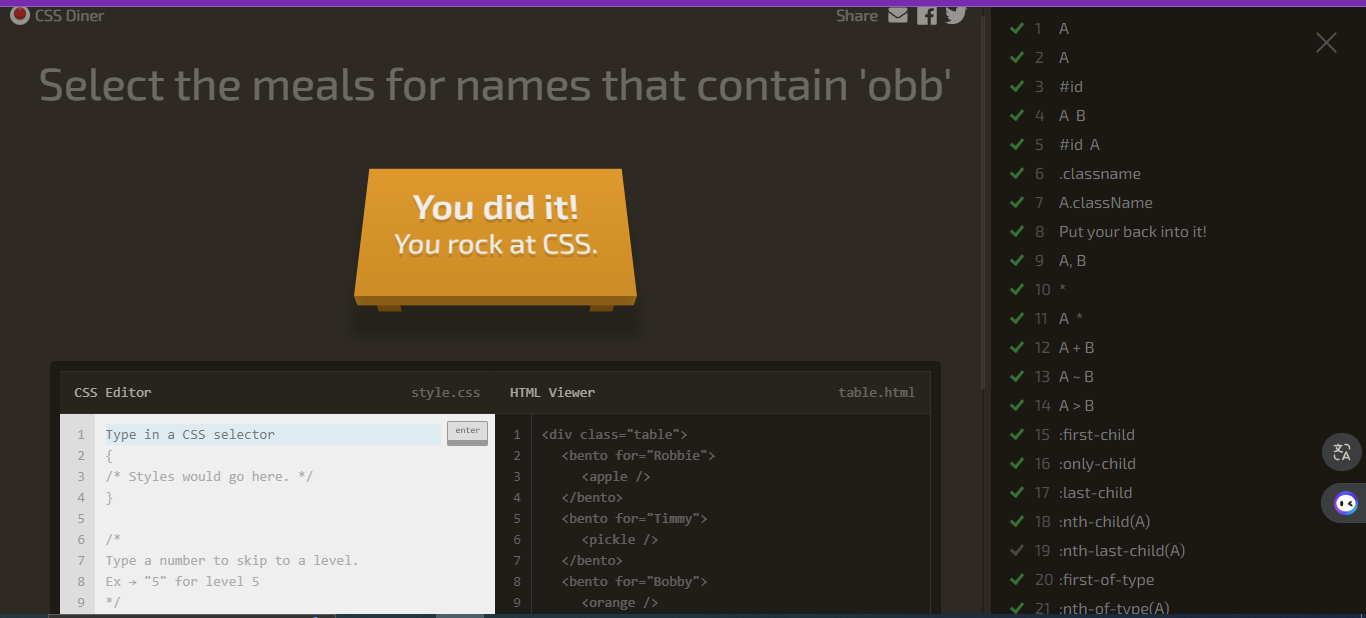 CSS Diner
Share
Select the meals for names that contain 'obb'
You did it!
You rock at CSS.
CSS Editor
style.css
1 Type in a CSS selector
enter
2 {
3 /* Styles would go here. */
4 }
5
6 /*
7 Type a number to skip to a level.
8 Ex → "5" for level 5
9 */
HTML Viewer
table.html
1 <div class="table">
2 <bento for="Robbie">
3 <apple />
4 </bento>
5 <bento for="Timmy">
6 <pickle />
7 </bento>
8 <bento for="Bobby">
9 <orange />
1 A
2 A
3 #id
4 A B
5 #id A
6 .classname
7 A.className
8 Put your back into it!
9 A, B
10 *
11 A *
12 A + B
13 A ~ B
14 A > B
15 :first-child
16 :only-child
17 :last-child
18 :nth-child(A)
19 :nth-last-child(A)
20 :first-of-type
21 :nth-of-type(A)